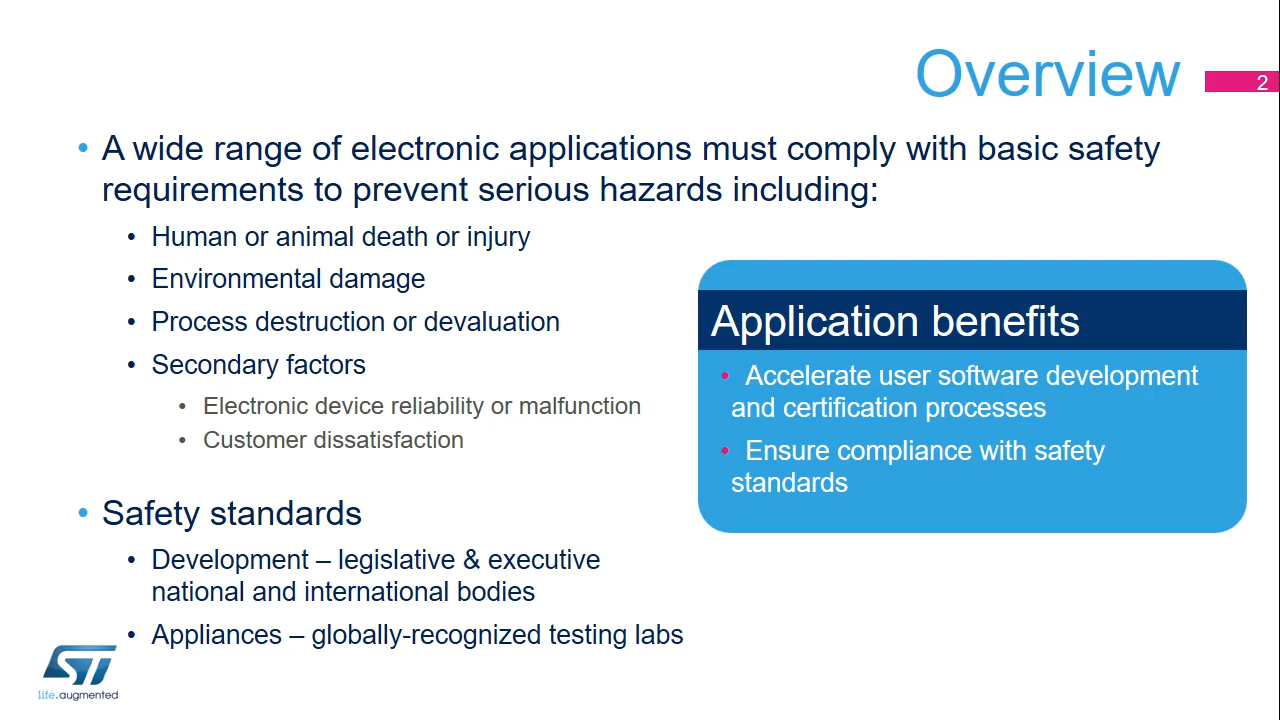 Overview
2
• A wide range of electronic applications must comply with basic safety
requirements to prevent serious hazards including:
• Human or animal death or injury
• Environmental damage
• Process destruction or devaluation
• Secondary factors
• Electronic device reliability or malfunction
• Customer dissatisfaction
• Safety standards
• Development – legislative & executive
national and international bodies
• Appliances – globally-recognized testing labs
Application benefits
• Accelerate user software development
and certification processes
• Ensure compliance with safety
standards
ST
life.augmented